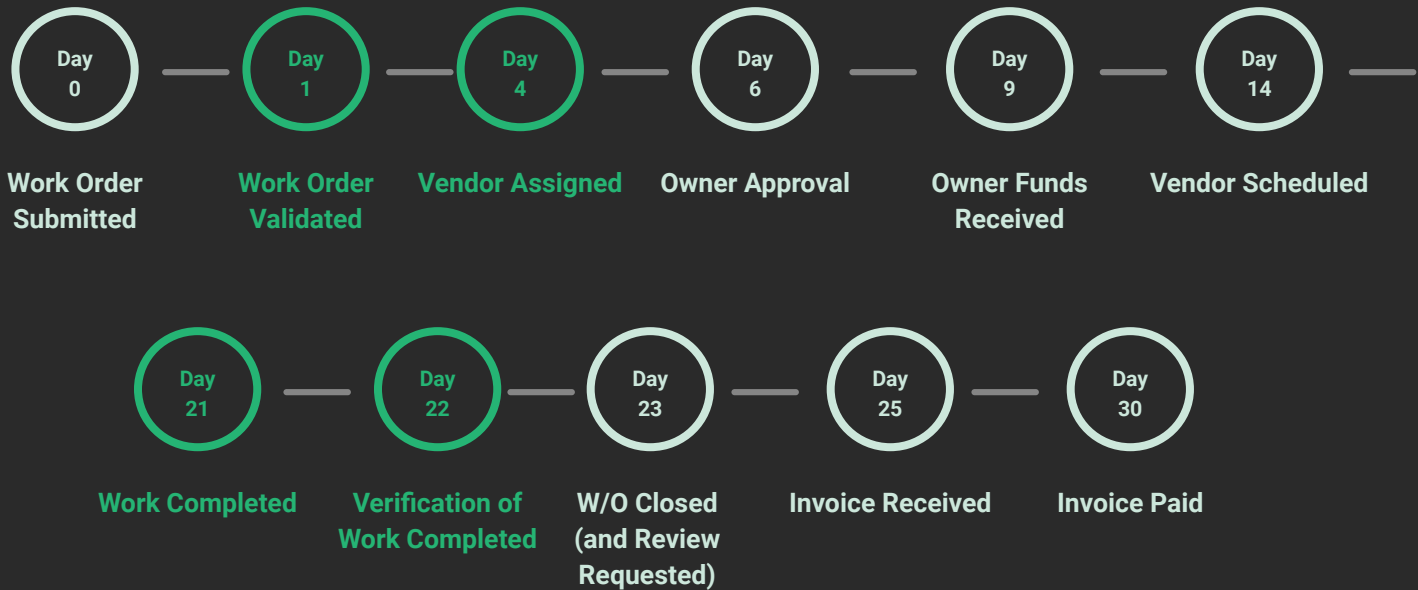 Day
0
Day
1
Day
4
Day
6
Day
9
Day
14
Work Order
Submitted
Work Order
Validated
Vendor Assigned
Owner Approval
Owner Funds
Received
Vendor Scheduled
Day
21
Day
22
Day
23
Day
25
Day
30
Work Completed
Verification of
Work Completed
W/O Closed
(and Review
Requested)
Invoice Received
Invoice Paid